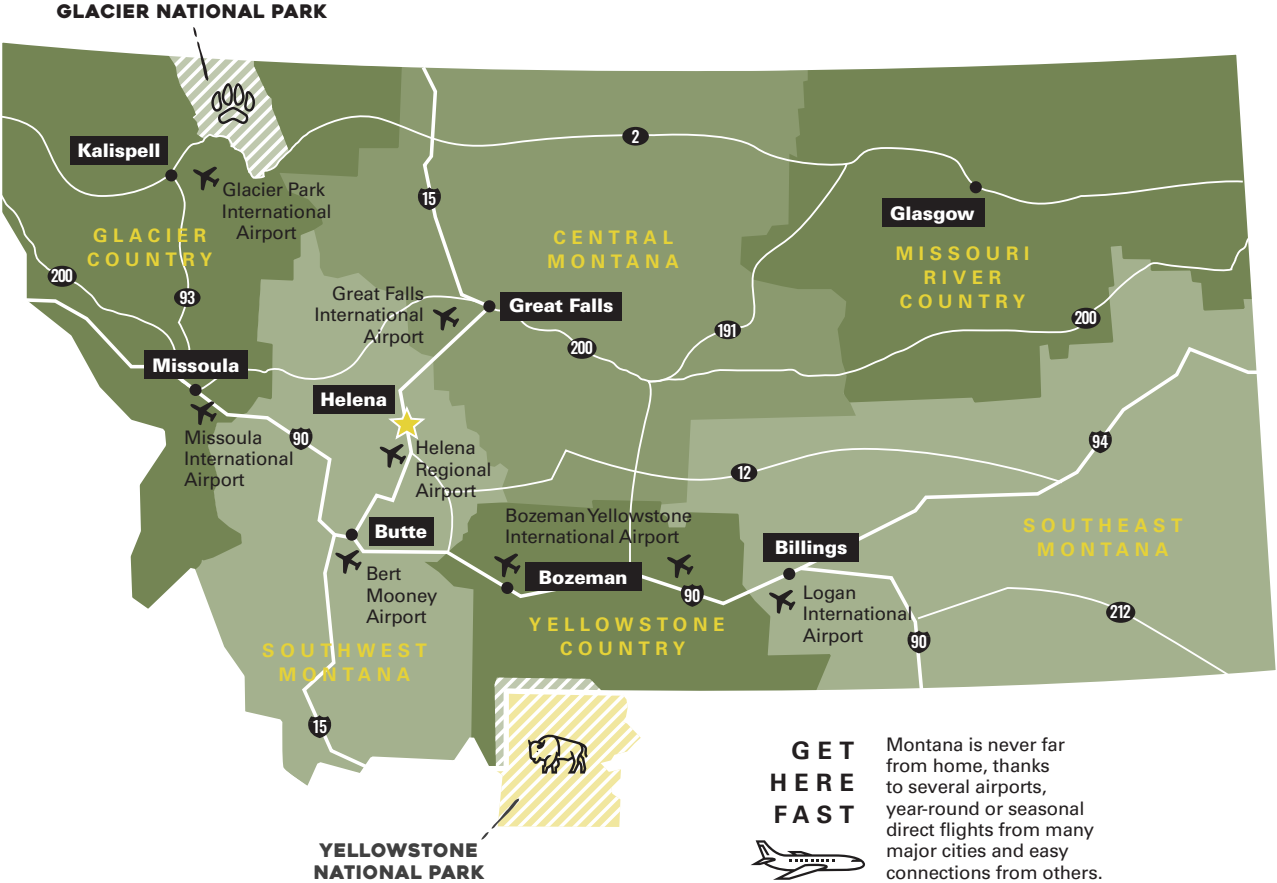 GLACIER NATIONAL PARK
2
Kalispell
Glacier Park
International
Airport
15
Glasgow
GLACIER
COUNTRY
CENTRAL
MONTANA
MISSOURI
RIVER
COUNTRY
200
93
Great Falls
International
Airport
Great Falls
191
200
200
Missoula
Helena
Missoula
International
Airport
90
Helena
Regional
Airport
12
94
Butte
Bozeman Yellowstone
International Airport
SOUTHEAST
MONTANA
Billings
Bert
Mooney
Airport
Bozeman
90
Logan
International
Airport
212
YELLOWSTONE
COUNTRY
90
SOUTHWEST
MONTANA
15
GET
HERE
FAST
Montana is never far
from home, thanks
to several airports,
year-round or seasonal
direct flights from many
major cities and easy
connections from others.
YELLOWSTONE
NATIONAL PARK